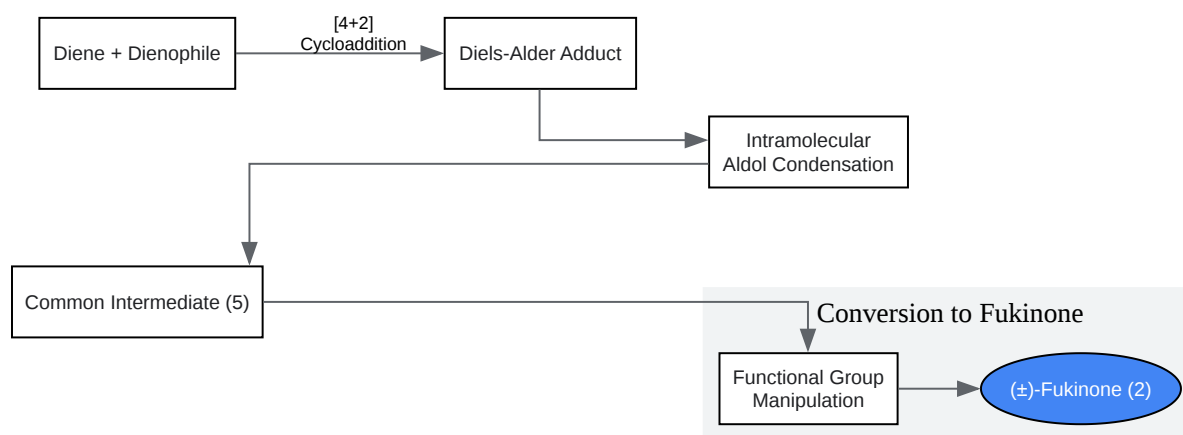 Diene + Dienophile
[4+2]
Cycloaddition
Diels-Alder Adduct
Intramolecular
Aldol Condensation
Common Intermediate (5)
Conversion to Fukinone
Functional Group
Manipulation
(±)-Fukinone (2)